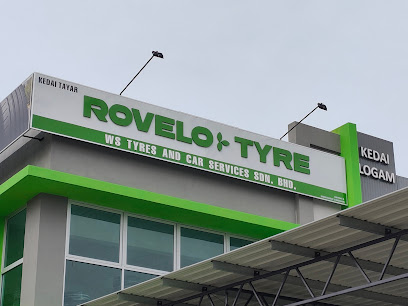 KEDAI TAYAR
ROVELO TYRE
WS TYRES AND CAR SERVICES SDN. BHD.
KEDAI
LOGAM